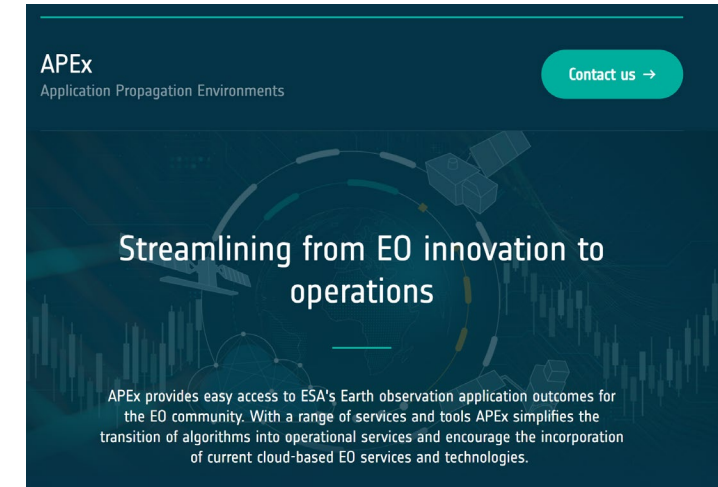 APEx
Application Propagation Environments
Contact us →
Streamlining from EO innovation to
operations
APEx provides easy access to ESA's Earth observation application outcomes for
the EO community. With a range of services and tools APEx simplifies the
transition of algorithms into operational services and encourage the incorporation
of current cloud-based EO services and technologies.